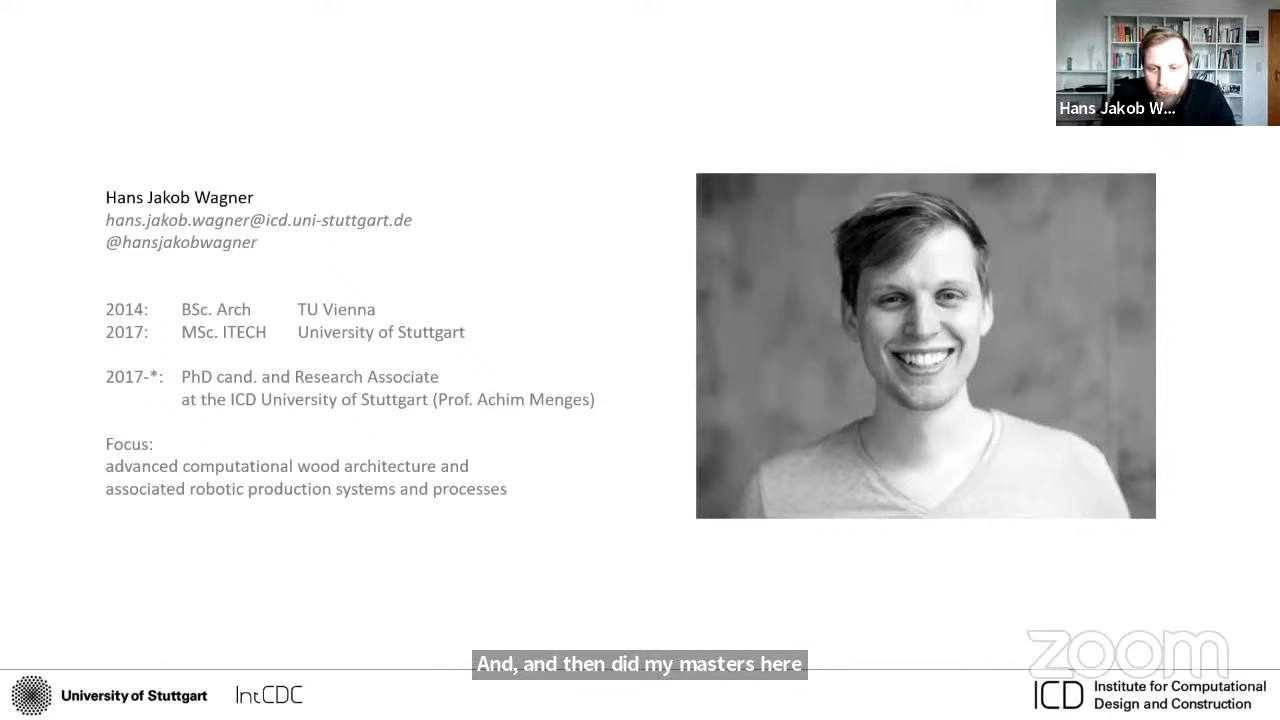 Hans Jakob W...
Hans Jakob Wagner
hans.jakob.wagner@icd.uni-stuttgart.de
@hansjakobwagner
2014: BSc. Arch TU Vienna
2017: MSc. ITECH University of Stuttgart
2017-*: PhD cand. and Research Associate
at the ICD University of Stuttgart (Prof. Achim Menges)
Focus:
advanced computational wood architecture and
associated robotic production systems and processes
And, and then did my masters here
zoom
University of Stuttgart
IntCDC
ICD
Institute for Computational
Design and Construction